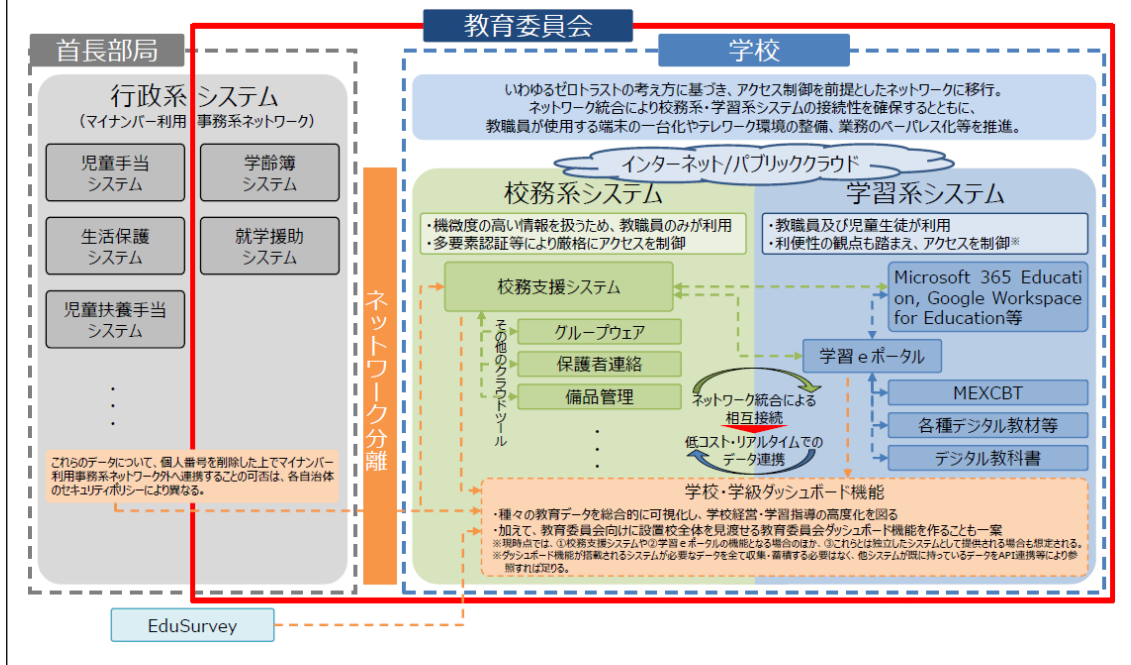 教育委員会
首長部局
学校
行政系システム
(マイナンバー利用事務系ネットワーク)
児童手当
システム
学齢簿
システム
生活保護
システム
就学援助
システム
児童扶養手当
システム
・
・
・
これらのデータについて、個人番号を削除した上でマイナンバー
利用事務系ネットワーク外へ連携することの可否は、各自治体
のセキュリティポリシーにより異なる。
ネットワーク分離
いわゆるゼロトラストの考え方に基づき、アクセス制御を前提としたネットワークに移行。
ネットワーク統合により校務系・学習系システムの接続性を確保するとともに、
教職員が使用する端末の一台化やテレワーク環境の整備、業務のペーパレス化等を推進。
インターネット/パブリッククラウド
校務系システム
・機微度の高い情報を扱うため、教職員のみが利用
・多要素認証等により厳格にアクセスを制御
校務支援システム
その他のクラウドツール
グループウェア
保護者連絡
備品管理
・
・
・
学習系システム
・教職員及び児童生徒が利用
・利便性の観点も踏まえ、アクセスを制御※
Microsoft 365 Educati
on, Google Workspace
for Education等
学習eポータル
MEXCBT
各種デジタル教材等
デジタル教科書
ネットワーク統合による
相互接続
低コスト・リアルタイムでの
データ連携
学校・学級ダッシュボード機能
・種々の教育データを総合的に可視化し、学校経営・学習指導の高度化を図る
・加えて、教育委員会向けに設置校全体を見渡せる教育委員会ダッシュボード機能を作ることも一案
※現時点では、①校務支援システムや②学習eポータルの機能となる場合のほか、③これらとは独立したシステムとして提供される場合も想定される。
※ダッシュボード機能が搭載されるシステムが必要なデータを全て収集・蓄積する必要はなく、他システムが既に持っているデータをAPI連携等により参
照すれば足りる。
EduSurvey